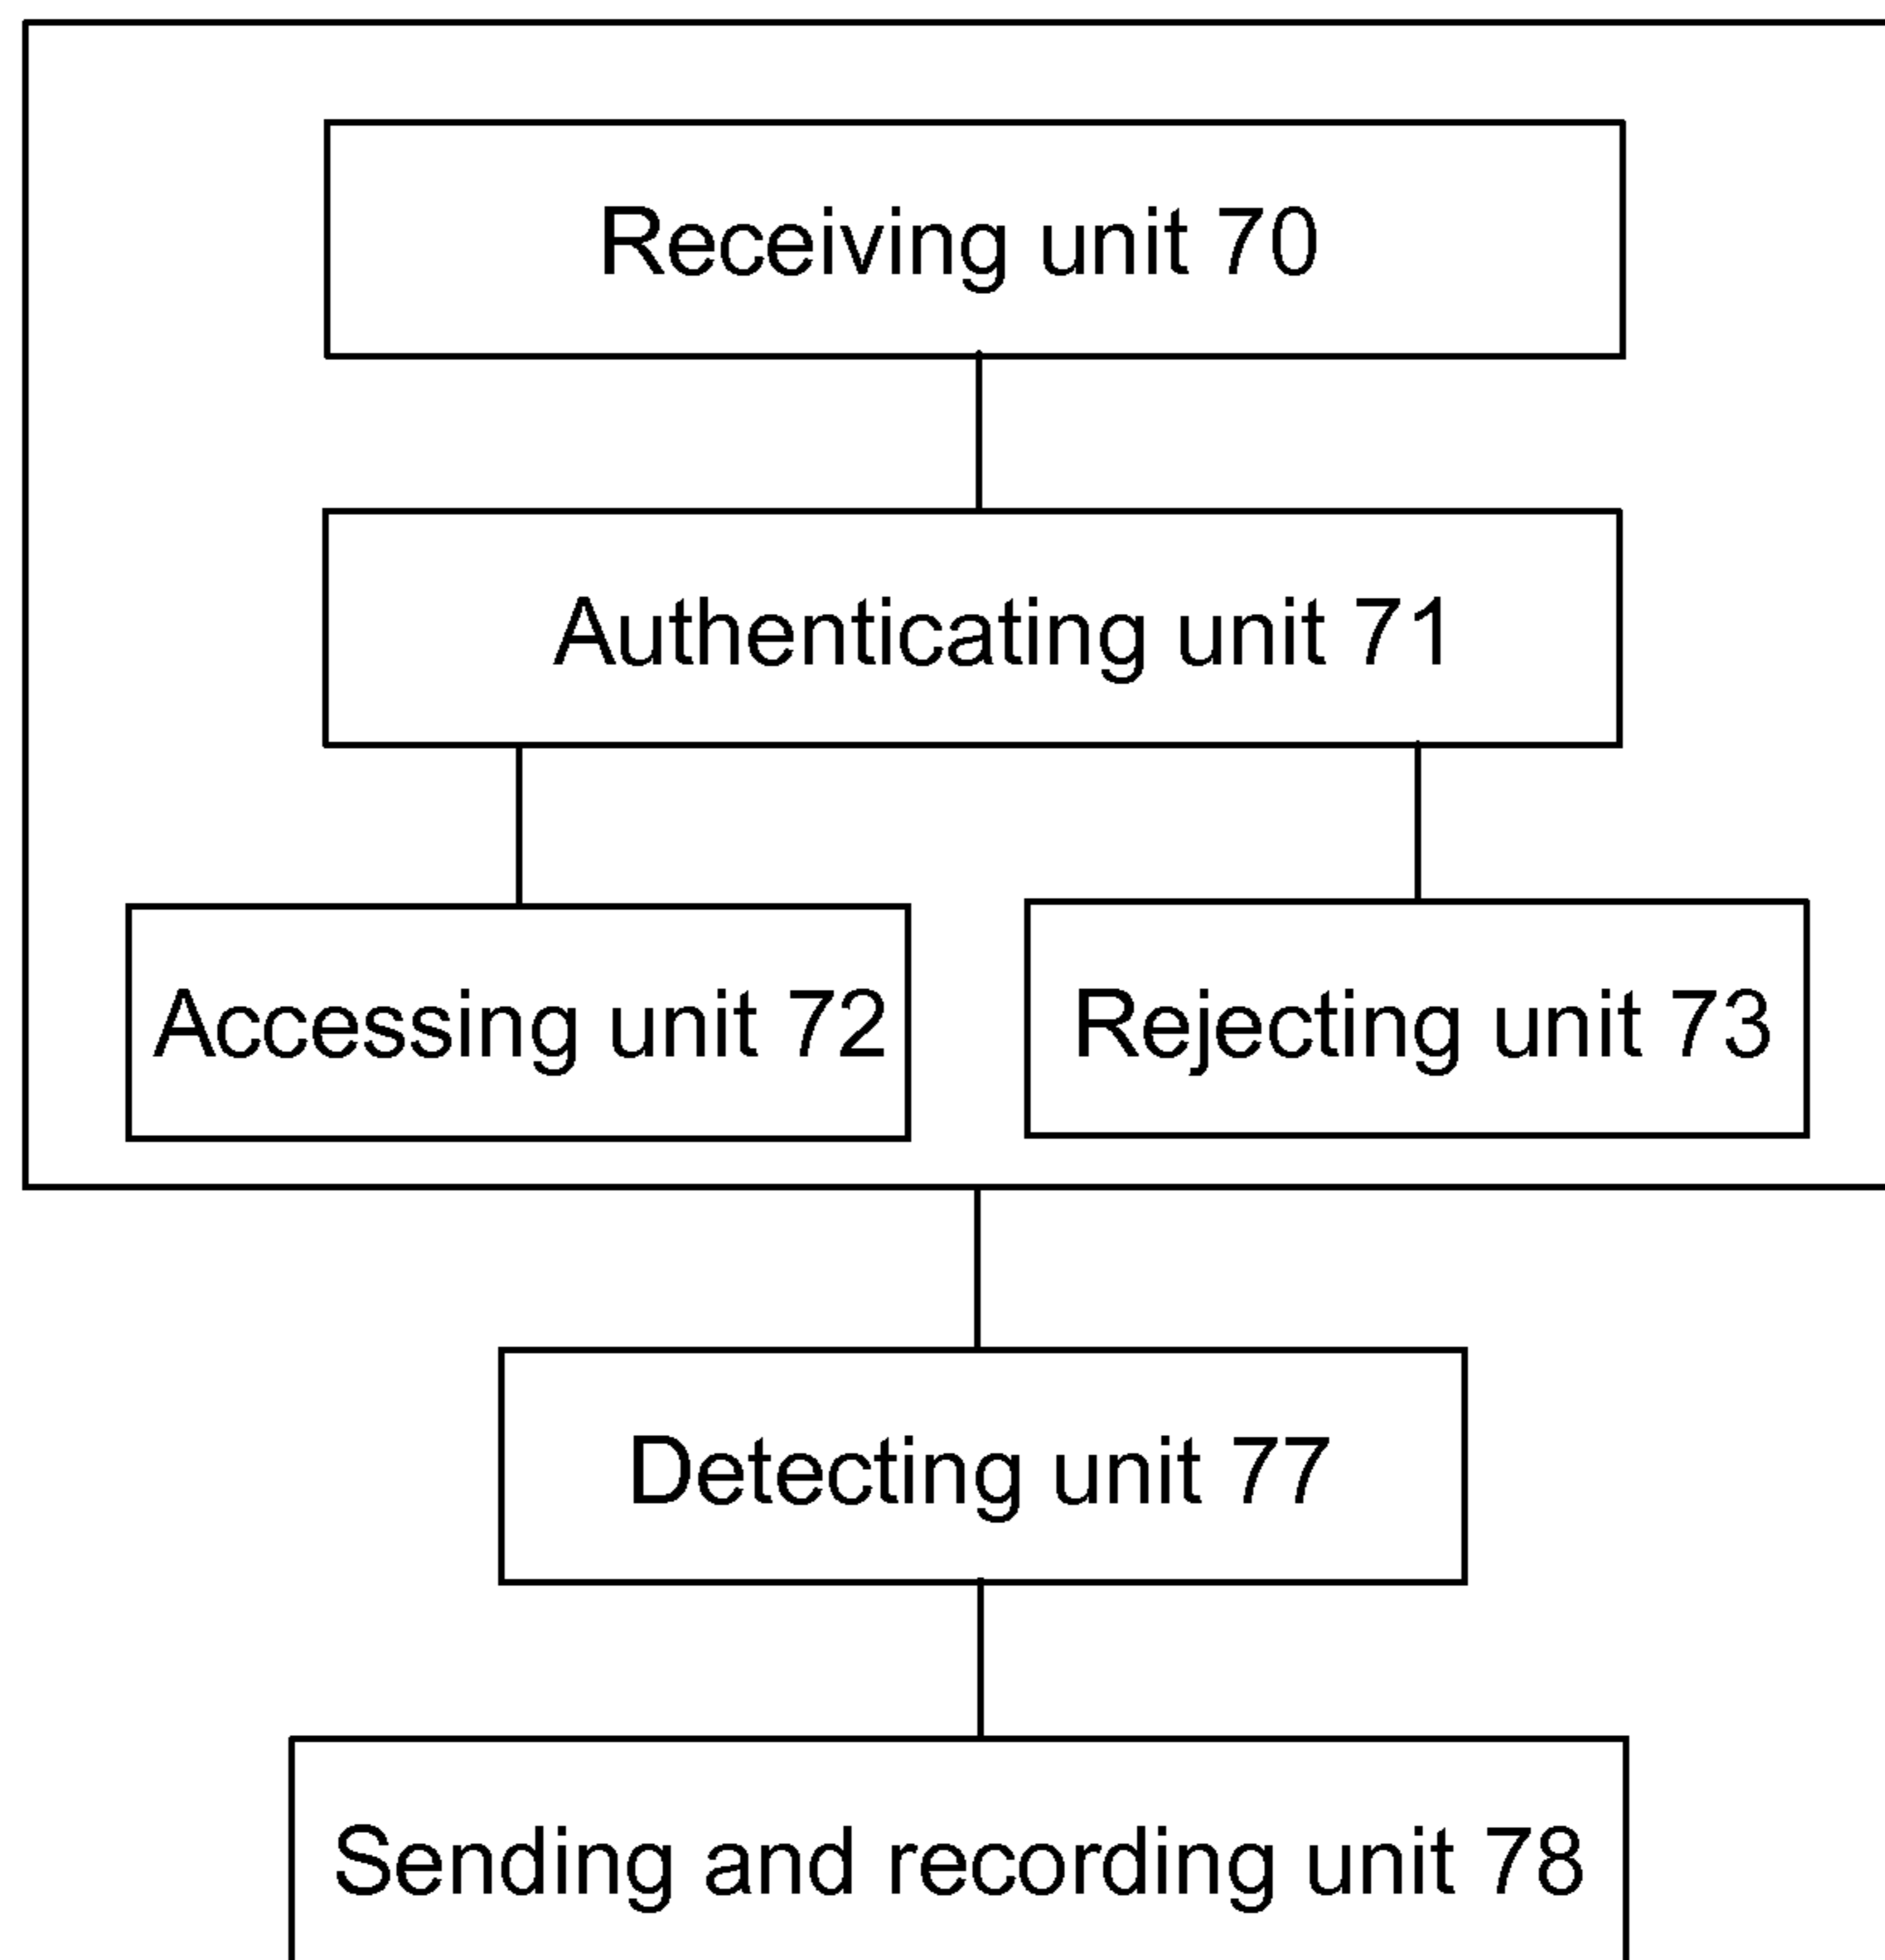 Receiving unit 70
Authenticating unit 71
Accessing unit 72
Rejecting unit 73
Detecting unit 77
Sending and recording unit 78